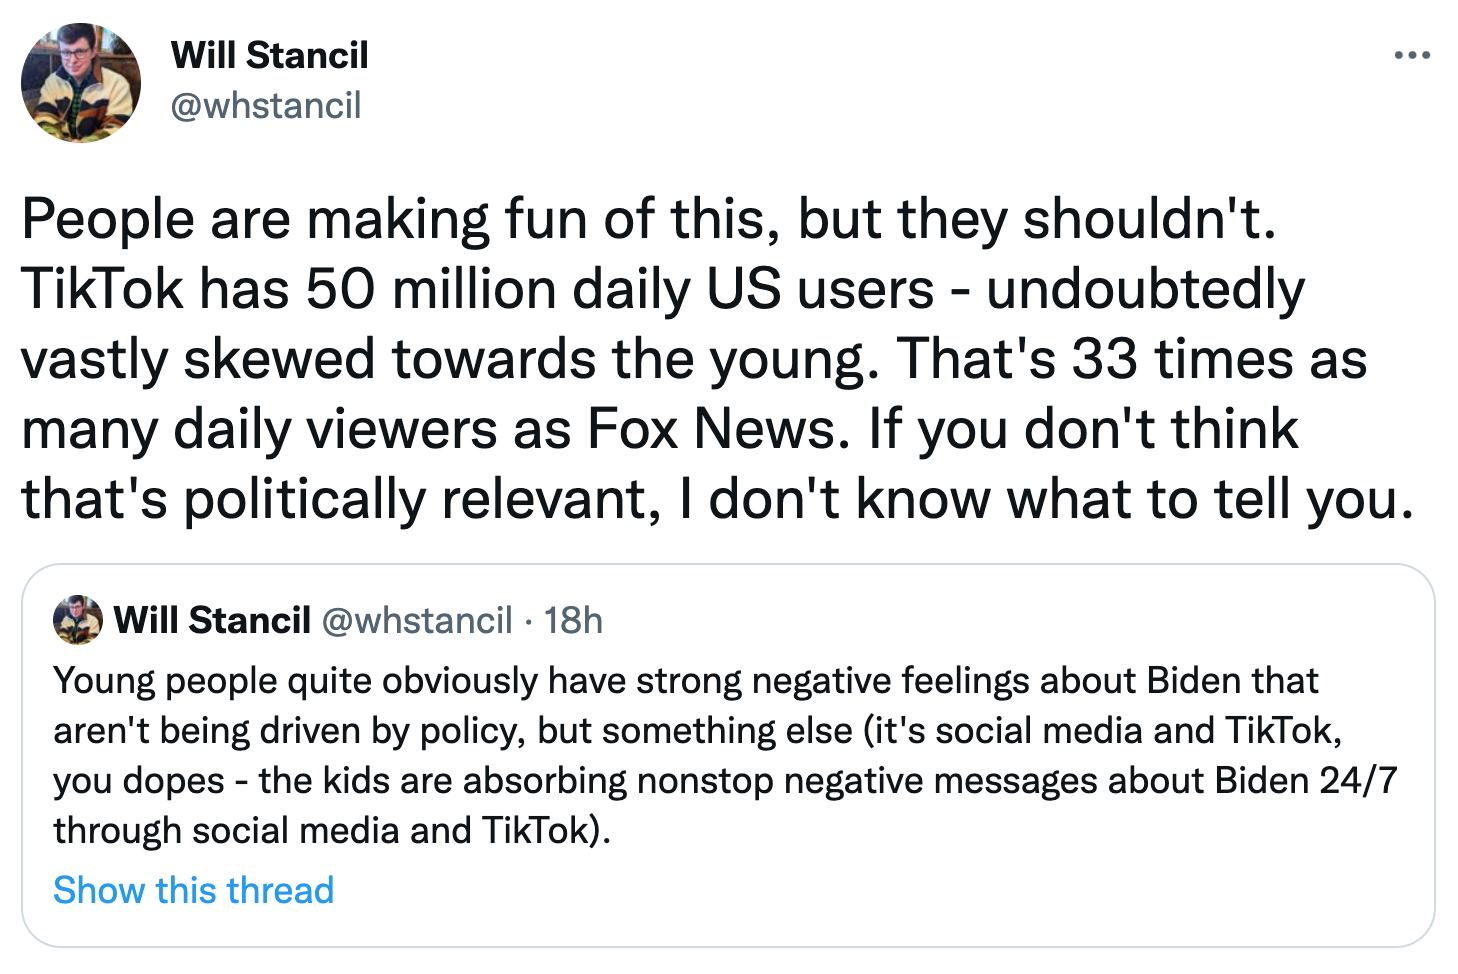 Will Stancil
@whstancil
People are making fun of this, but they shouldn't.
TikTok has 50 million daily US users - undoubtedly
vastly skewed towards the young. That's 33 times as
many daily viewers as Fox News. If you don't think
that's politically relevant, I don't know what to tell you.
Will Stancil @whstancil · 18h
Young people quite obviously have strong negative feelings about Biden that
aren't being driven by policy, but something else (it's social media and TikTok,
you dopes - the kids are absorbing nonstop negative messages about Biden 24/7
through social media and TikTok).
Show this thread